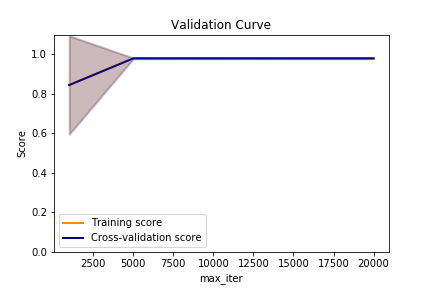 Validation Curve
1.0
0.8
0.6
0.4
0.2
0.0
Score
Training score
Cross-validation score
2500 5000 7500 10000 12500 15000 17500 20000
max_iter